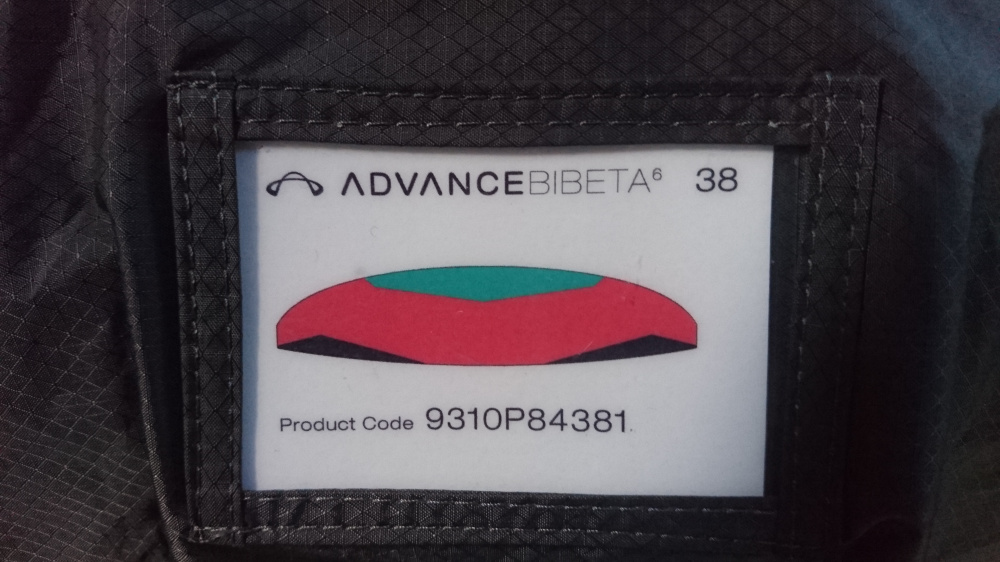 ADVANCEBIBETA⁶ 38
Product Code 9310P84381.